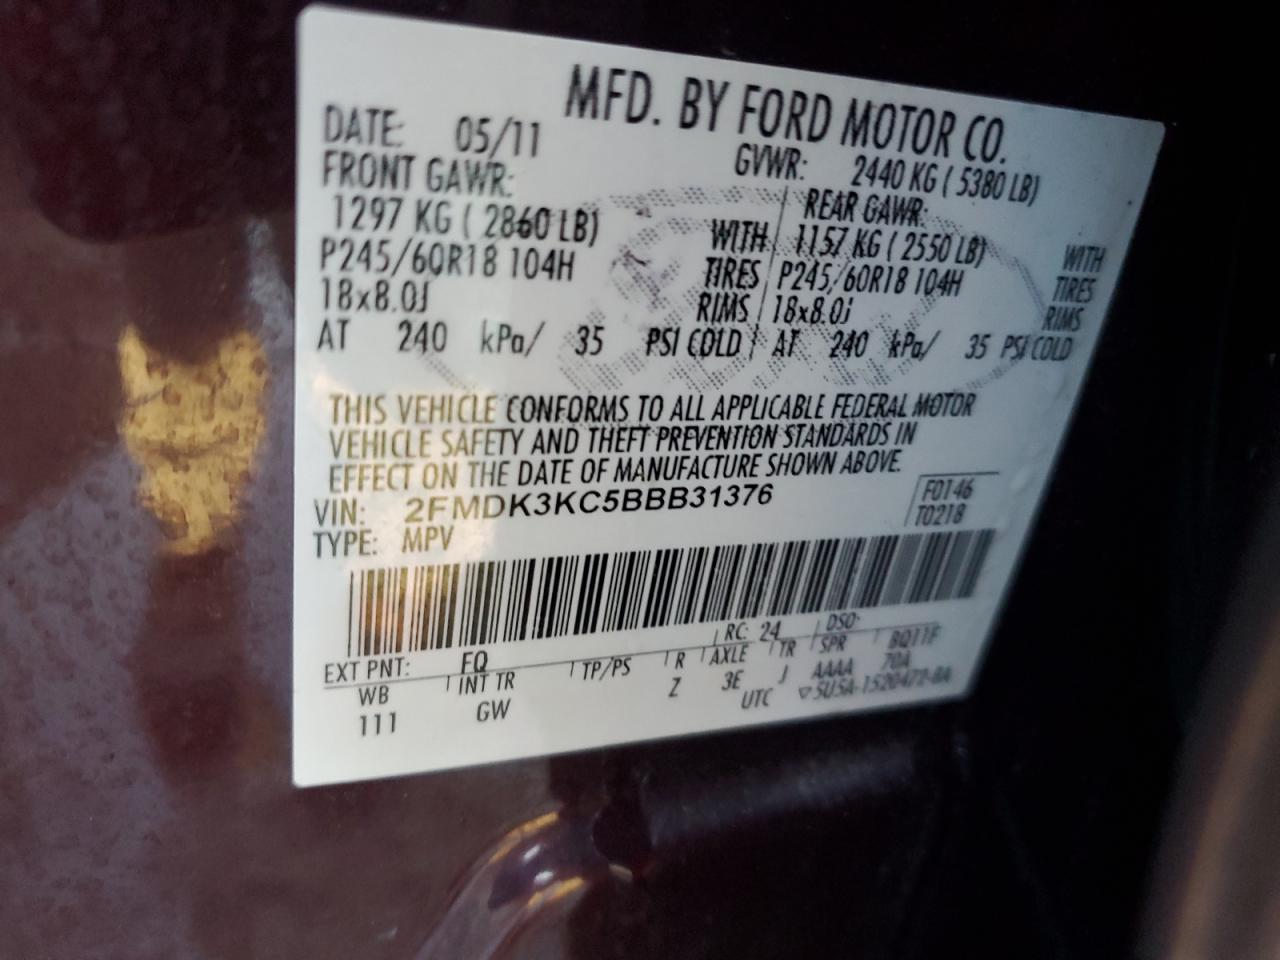 MFD. BY FORD MOTOR CO.
DATE: 05/11 GVWR: 2440 KG ( 5380 LB)
FRONT GAWR: REAR GAWR:
1297 KG ( 2860 LB) WITH 1157 KG ( 2550 LB) WITH
P245/60R18 104H TIRES P245/60R18 104H TIRES
18x8.0J RIMS 18x8.0J RIMS
AT 240 kPa/ 35 PSI COLD AT 240 kPa/ 35 PSI COLD
THIS VEHICLE CONFORMS TO ALL APPLICABLE FEDERAL MOTOR
VEHICLE SAFETY AND THEFT PREVENTION STANDARDS IN
EFFECT ON THE DATE OF MANUFACTURE SHOWN ABOVE.
VIN: 2FMDK3KC5BBB31376 F0146
TYPE: MPV T0218
EXT PNT: FQ RC: 24 DSO:
WB INT TR TP/PS R AXLE TR SPR BQ11F
111 GW Z 3E J AAAA 70A
UTC